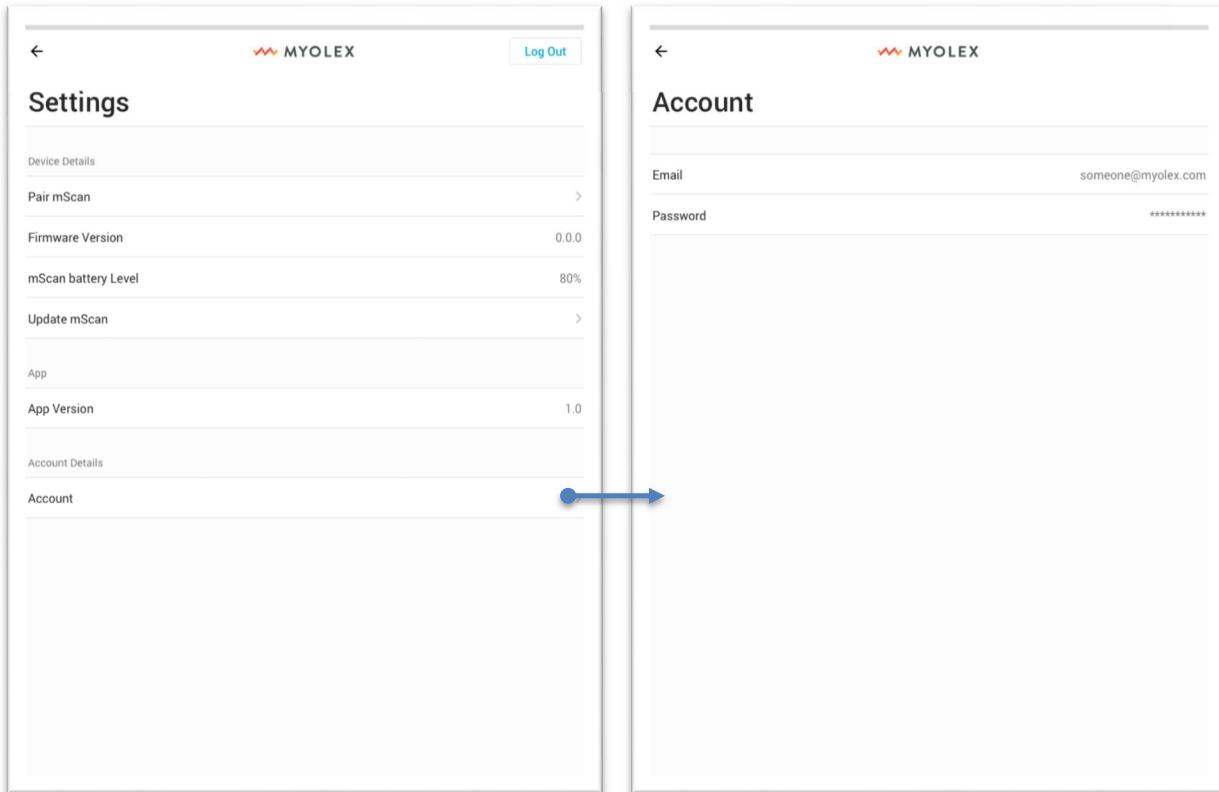 MYOLEX
Log Out
Settings
Device Details
Pair mScan
Firmware Version 0.0.0
mScan battery Level 80%
Update mScan
App
App Version 1.0
Account Details
Account
MYOLEX
Account
Email someone@myolex.com
Password ***********